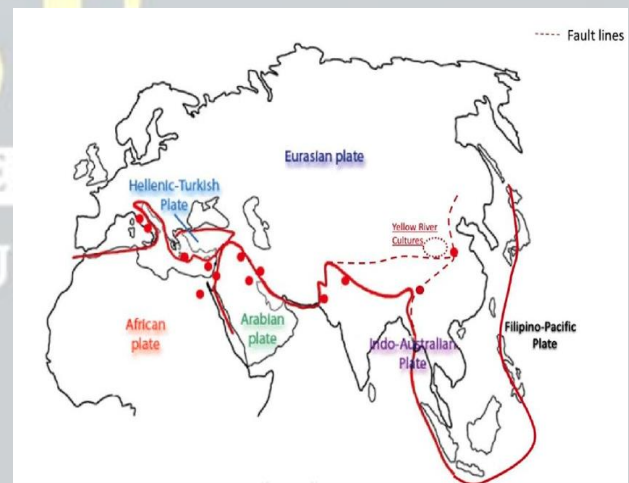 Fault lines
Eurasian plate
Hellenic-Turkish
Plate
Yellow River
Cultures
African
plate
Arabian
plate
Indo-Australian
Plate
Filipino-Pacific
Plate